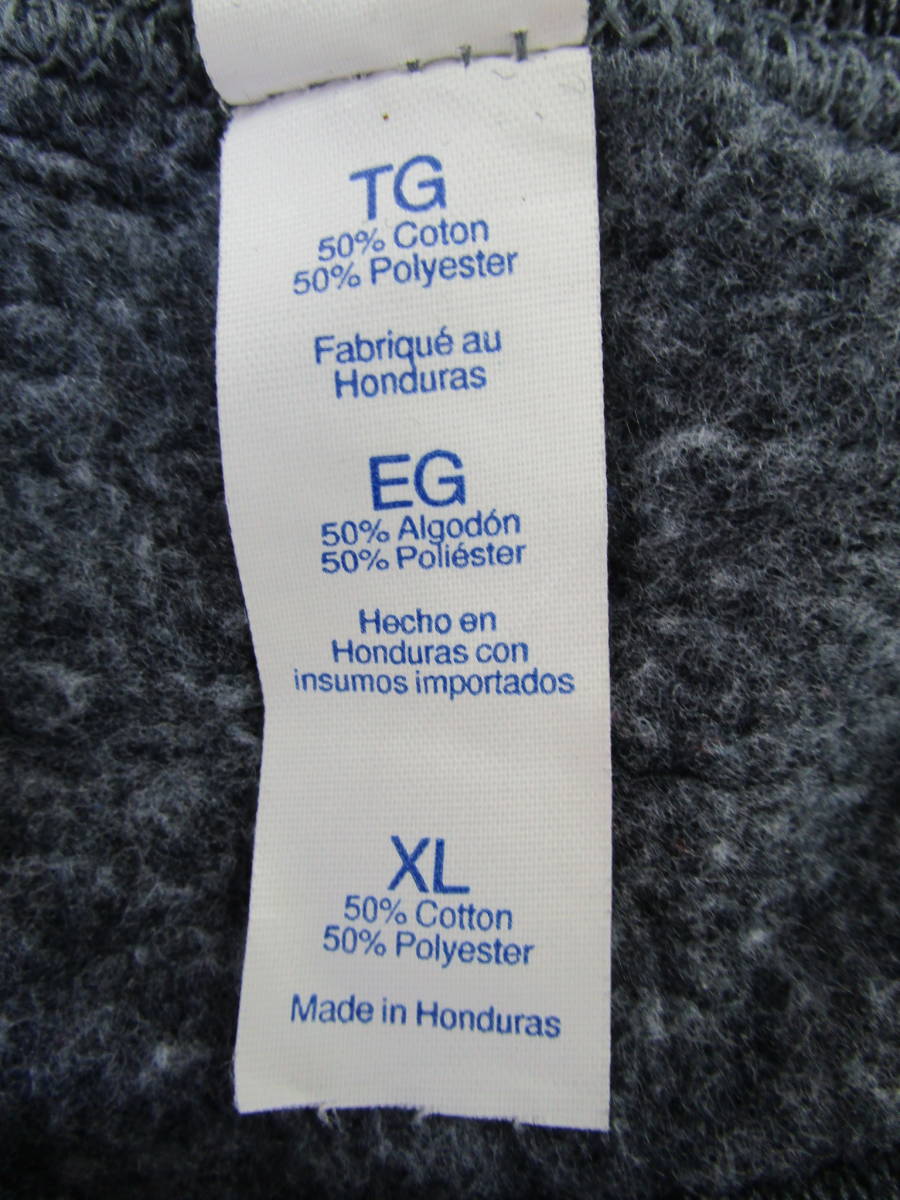 TG
50% Coton
50% Polyester
Fabriqué au
Honduras
EG
50% Algodón
50% Poliéster
Hecho en
Honduras con
insumos importados
XL
50% Cotton
50% Polyester
Made in Honduras